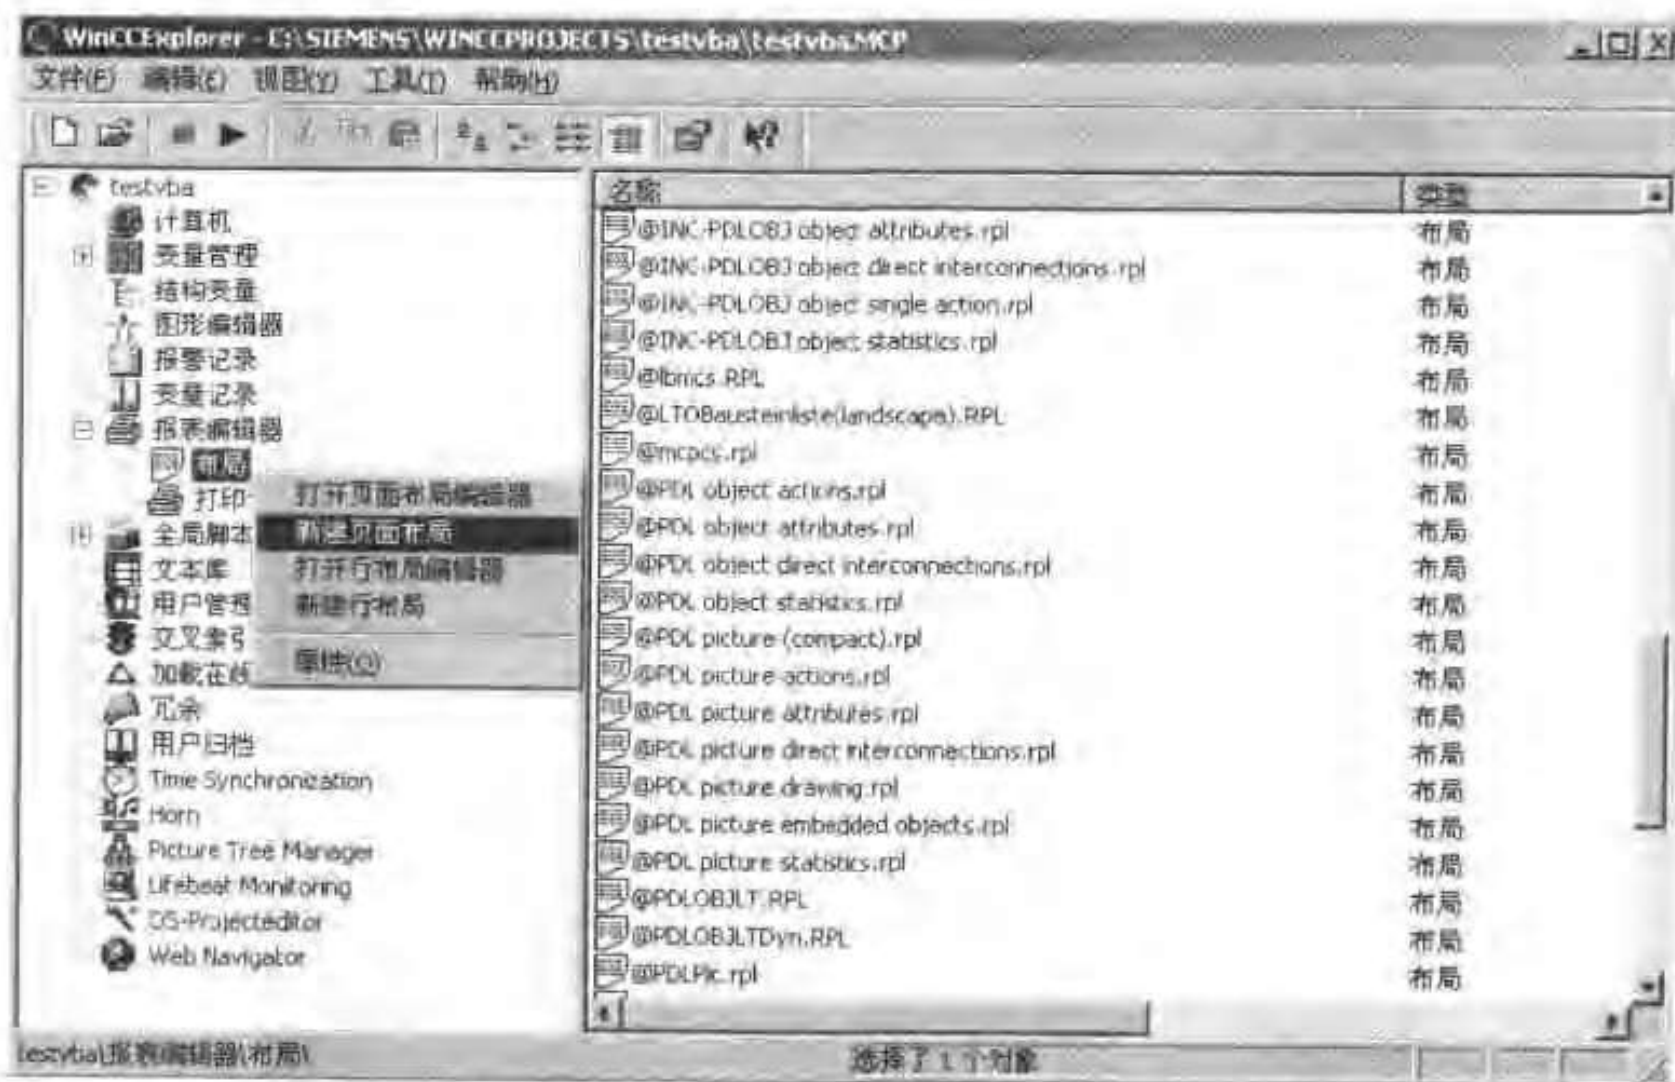 WinCCExplorer - C:\SIEMENS\WINCCPROJECTS\testvba\testvba.MCP
文件(F) 编辑(E) 视图(V) 工具(T) 帮助(H)
testvba
计算机
变量管理
结构变量
图形编辑器
报警记录
变量记录
报表编辑器
布局
打印
全局脚本
文本库
用户管理
交叉索引
加载在线
冗余
用户归档
Time Synchronization
Horn
Picture Tree Manager
Lifebeat Monitoring
OS-Projecteditor
Web Navigator
打开页面布局编辑器
新建页面布局
打开行布局编辑器
新建行布局
属性(O)
名称 类型
@INC-PDLOBJ object attributes.rpl 布局
@INC-PDLOBJ object direct interconnections.rpl 布局
@INC-PDLOBJ object single action.rpl 布局
@INC-PDLOBJ object statistics.rpl 布局
@lbmcs.RPL 布局
@LTOBausteinliste(landscape).RPL 布局
@mcpcs.rpl 布局
@PDL object actions.rpl 布局
@PDL object attributes.rpl 布局
@PDL object direct interconnections.rpl 布局
@PDL object statistics.rpl 布局
@PDL picture (compact).rpl 布局
@PDL picture actions.rpl 布局
@PDL picture attributes.rpl 布局
@PDL picture direct interconnections.rpl 布局
@PDL picture drawing.rpl 布局
@PDL picture embedded objects.rpl 布局
@PDL picture statistics.rpl 布局
@PDLOBJLT.RPL 布局
@PDLOBJLTDyn.RPL 布局
@PDLPic.rpl 布局
testvba\报表编辑器\布局\ 选择了 1 个对象